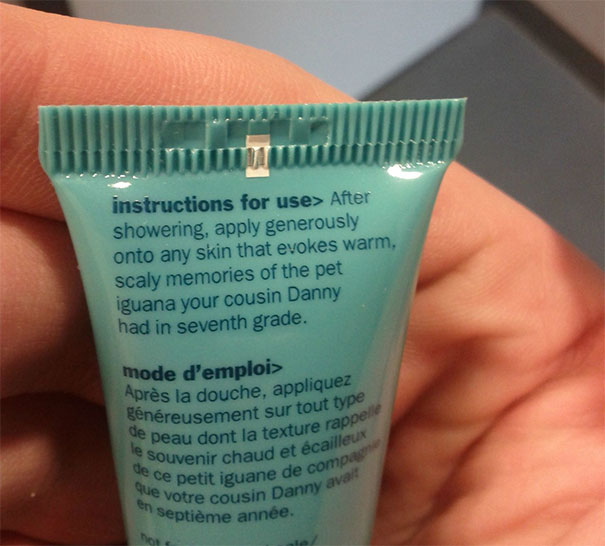 instructions for use> After
showering, apply generously
onto any skin that evokes warm,
scaly memories of the pet
iguana your cousin Danny
had in seventh grade.
mode d'emploi>
Après la douche, appliquez
généreusement sur tout type
de peau dont la texture rappelle
le souvenir chaud et écailleux
de ce petit iguane de compagnie
que votre cousin Danny avait
en septième année.
not